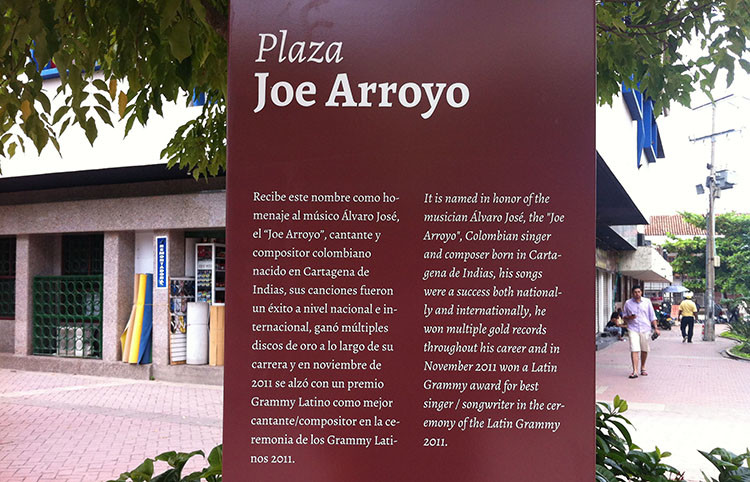 Plaza
Joe Arroyo
Recibe este nombre como ho-
menaje al músico Álvaro José,
el “Joe Arroyo”, cantante y
compositor colombiano
nacido en Cartagena de
Indias, sus canciones fueron
un éxito a nivel nacional e in-
ternacional, ganó múltiples
discos de oro a lo largo de su
carrera y en noviembre de
2011 se alzó con un premio
Grammy Latino como mejor
cantante/compositor en la ce-
remonia de los Grammy Lati-
nos 2011.
It is named in honor of the
musician Álvaro José, the "Joe
Arroyo", Colombian singer
and composer born in Carta-
gena de Indias, his songs
were a success both national-
ly and internationally, he
won multiple gold records
throughout his career and in
November 2011 won a Latin
Grammy award for best
singer / songwriter in the cer-
emony of the Latin Grammy
2011.